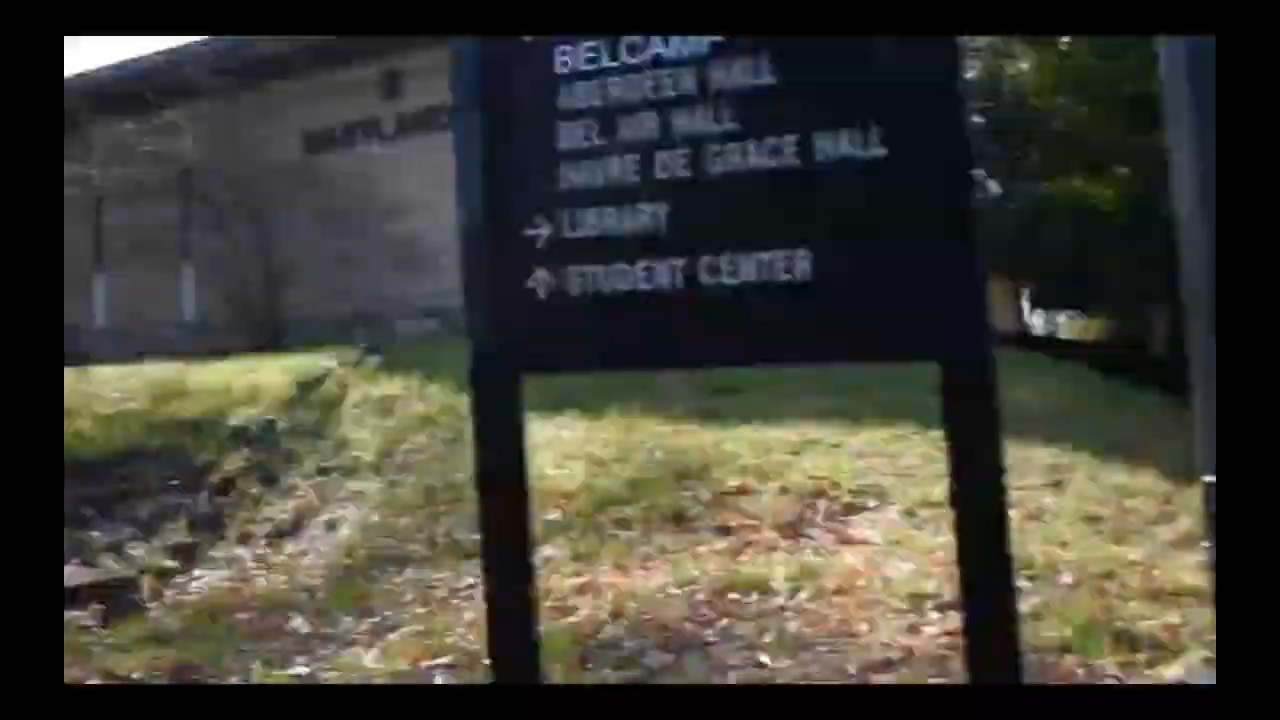 BELCAMP
ABERDEEN HALL
BEL AIR HALL
HAVRE DE GRACE HALL
→ LIBRARY
↑ STUDENT CENTER